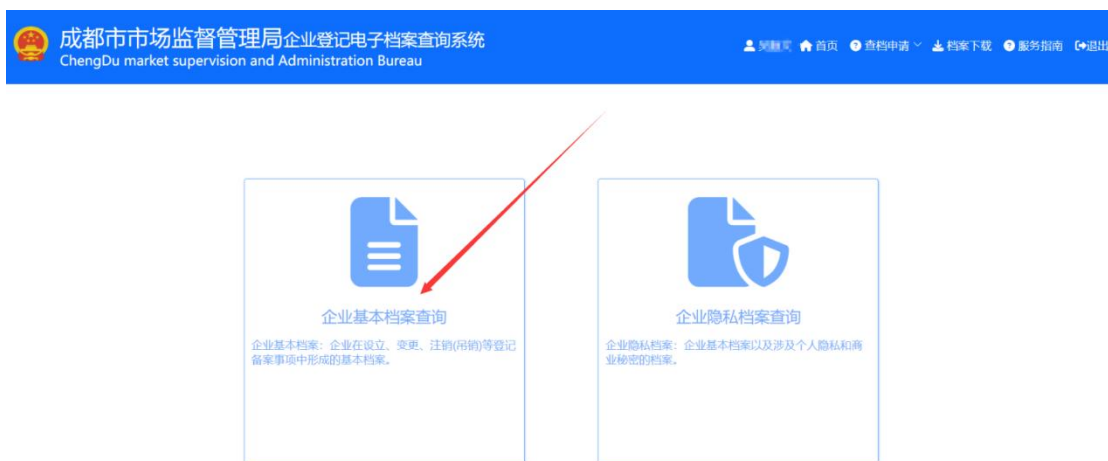 成都市市场监督管理局企业登记电子档案查询系统
ChengDu market supervision and Administration Bureau
首页 查档申请 档案下载 服务指南 退出
企业基本档案查询
企业基本档案：企业在设立、变更、注销(吊销)等登记
备案事项中形成的基本档案。
企业隐私档案查询
企业隐私档案：企业基本档案以及涉及个人隐私和商
业秘密的档案。